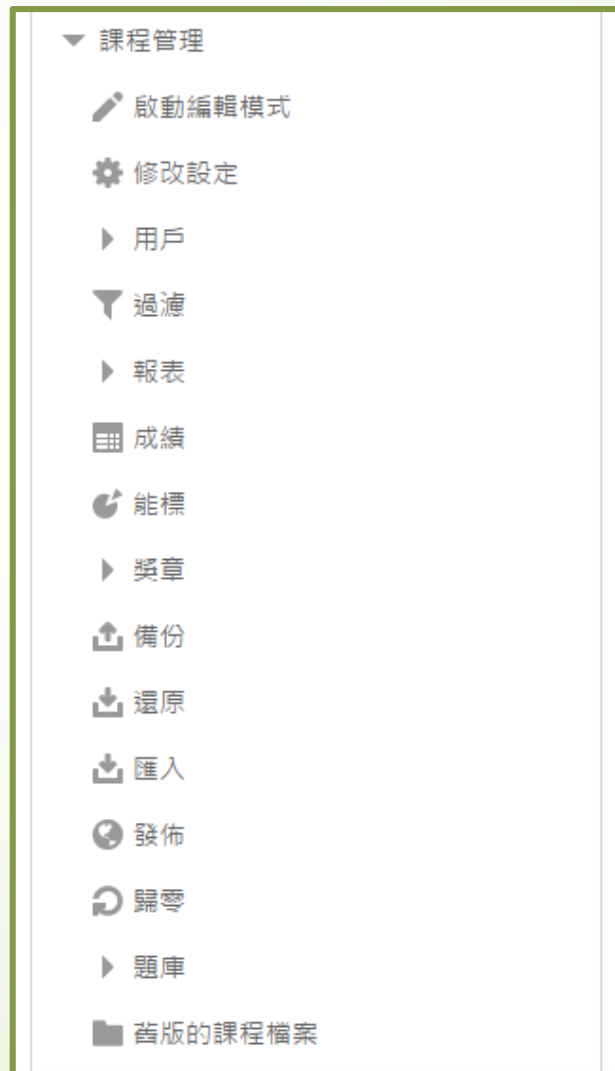 課程管理
啟動編輯模式
修改設定
用戶
過濾
報表
成績
能標
獎章
備份
還原
匯入
發佈
歸零
題庫
舊版的課程檔案